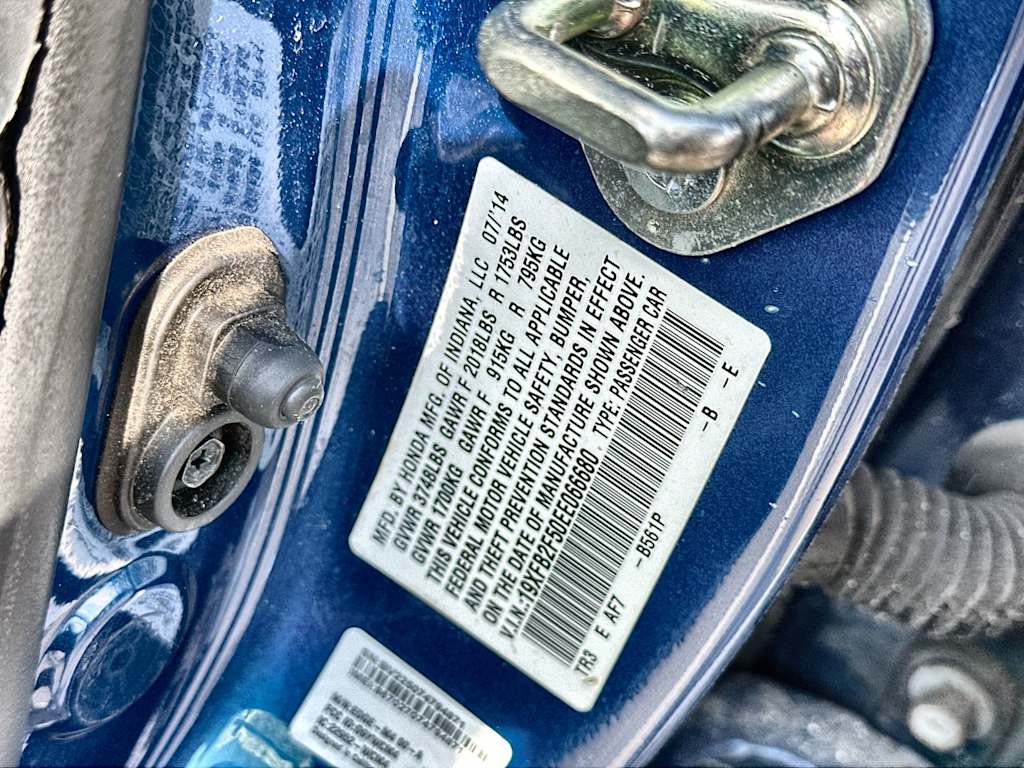 MFD. BY HONDA MFG. OF INDIANA, LLC 07/'14
GVWR 3748LBS GAWR F 2018LBS R 1753LBS
GVWR 1700KG GAWR F 915KG R 795KG
THIS VEHICLE CONFORMS TO ALL APPLICABLE
FEDERAL MOTOR VEHICLE SAFETY, BUMPER,
AND THEFT PREVENTION STANDARDS IN EFFECT
ON THE DATE OF MANUFACTURE SHOWN ABOVE.
V.I.N.:19XFB2F50EE066680 TYPE: PASSENGER CAR
TR3 E AF7 -B561P -B -E